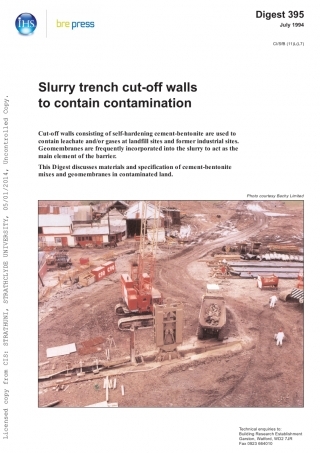 IHS
bre press
Digest 395
July 1994
CI/SfB (11)(L(L7)
Slurry trench cut-off walls
to contain contamination
Cut-off walls consisting of self-hardening cement-bentonite are used to
contain leachate and/or gases at landfill sites and former industrial sites.
Geomembranes are frequently incorporated into the slurry to act as the
main element of the barrier.
This Digest discusses materials and specification of cement-bentonite
mixes and geomembranes in contaminated land.
Photo courtesy Bachy Limited
Technical enquiries to:
Building Research Establishment
Garston, Watford, WD2 7JR
Fax 0923 664010
Licensed copy from CIS: STRATHUNI, STRATHCLYDE UNIVERSITY, 05/01/2014, Uncontrolled Copy.